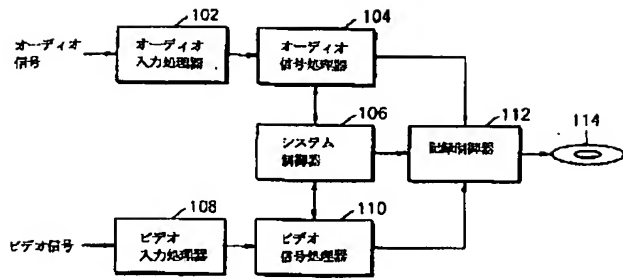 102
104
オーディオ
信号
オーディオ
入力処理器
オーディオ
信号処理器
106
112
114
システム
制御器
記録制御器
108
110
ビデオ信号
ビデオ
入力処理器
ビデオ
信号処理器